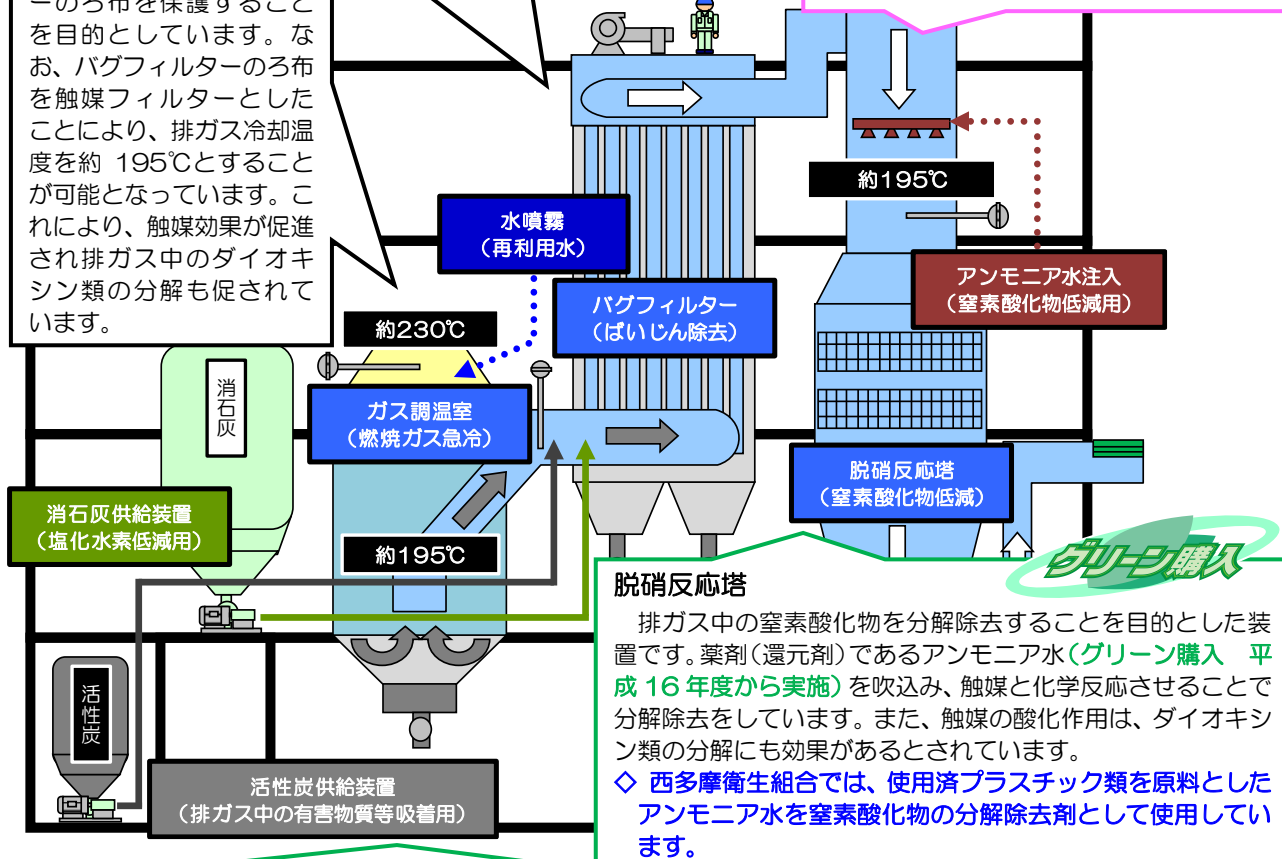 ーのろ布を保護すること
を目的としています。な
お、バグフィルターのろ布
を触媒フィルターとした
ことにより、排ガス冷却温
度を約 195℃とすること
が可能となっています。こ
れにより、触媒効果が促進
され排ガス中のダイオキ
シン類の分解も促されて
います。
約195℃
水噴霧
（再利用水）
アンモニア水注入
（窒素酸化物低減用）
バグフィルター
（ばいじん除去）
約230℃
消石灰
ガス調温室
（燃焼ガス急冷）
脱硝反応塔
（窒素酸化物低減）
消石灰供給装置
（塩化水素低減用）
約195℃
活性炭
活性炭供給装置
（排ガス中の有害物質等吸着用）
グリーン購入
脱硝反応塔
排ガス中の窒素酸化物を分解除去することを目的とした装
置です。薬剤（還元剤）であるアンモニア水（グリーン購入　平
成 16 年度から実施）を吹込み、触媒と化学反応させることで
分解除去をしています。また、触媒の酸化作用は、ダイオキシ
ン類の分解にも効果があるとされています。
◇ 西多摩衛生組合では、使用済プラスチック類を原料とした
アンモニア水を窒素酸化物の分解除去剤として使用してい
ます。